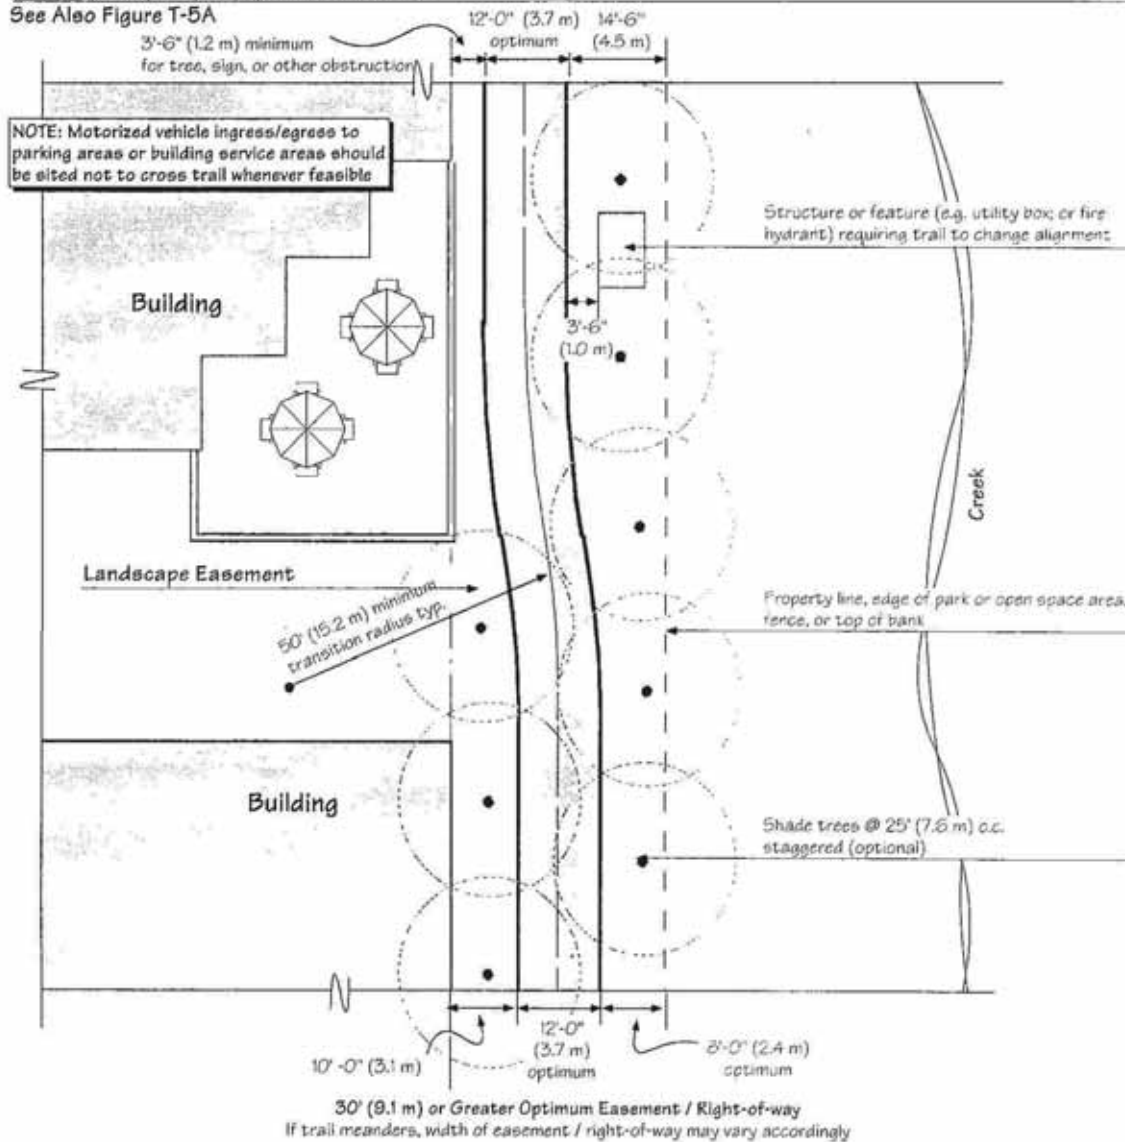 See Also Figure T-5A
12'-0" (3.7 m)
optimum
14'-6"
(4.5 m)
3'-6" (1.2 m) minimum
for tree, sign, or other obstruction
NOTE: Motorized vehicle ingress/egress to
parking areas or building service areas should
be sited not to cross trail whenever feasible
Structure or feature (e.g. utility box, or fire
hydrant) requiring trail to change alignment
Building
3'-6"
(1.0 m)
Creek
Landscape Easement
50' (15.2 m) minimum
transition radius typ.
Property line, edge of park or open space area,
fence, or top of bank
Building
Shade trees @ 25' (7.6 m) o.c.
staggered (optional)
10'-0" (3.1 m)
12'-0"
(3.7 m)
optimum
8'-0" (2.4 m)
optimum
30' (9.1 m) or Greater Optimum Easement / Right-of-way
If trail meanders, width of easement / right-of-way may vary accordingly